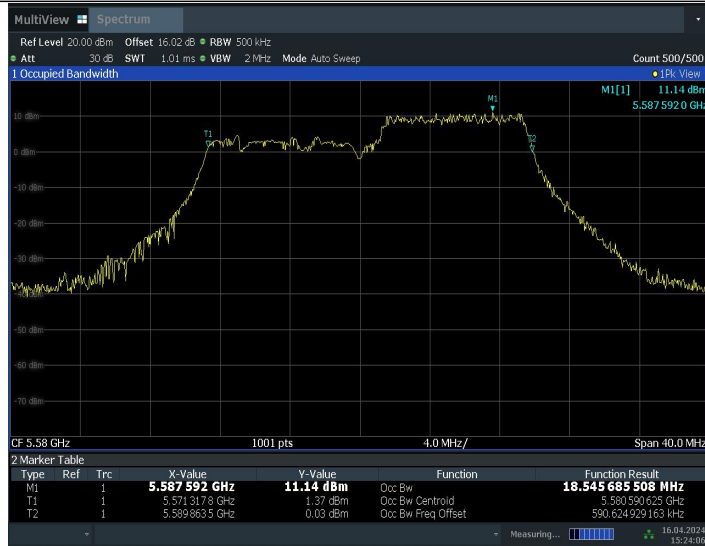 MultiView Spectrum
Ref Level 20.00 dBm Offset 16.02 dB RBW 500 kHz
Att 30 dB SWT 1.01 ms VBW 2 MHz Mode Auto Sweep Count 500/500
1 Occupied Bandwidth 1Pk View
M1[1] 11.14 dBm
5.587 592 0 GHz
M1
10 dBm
T1
T2
0 dBm
-10 dBm
-20 dBm
-30 dBm
-40 dBm
-50 dBm
-60 dBm
-70 dBm
CF 5.58 GHz 1001 pts 4.0 MHz/ Span 40.0 MHz
2 Marker Table
Type Ref Trc X-Value Y-Value Function Function Result
M1 1 5.587 592 GHz 11.14 dBm Occ Bw 18.545 685 508 MHz
T1 1 5.571 317 8 GHz 1.37 dBm Occ Bw Centroid 5.580 590 625 GHz
T2 1 5.589 863 5 GHz 0.03 dBm Occ Bw Freq Offset 590.624 929 163 kHz
Measuring... 16.04.2024
15:24:06